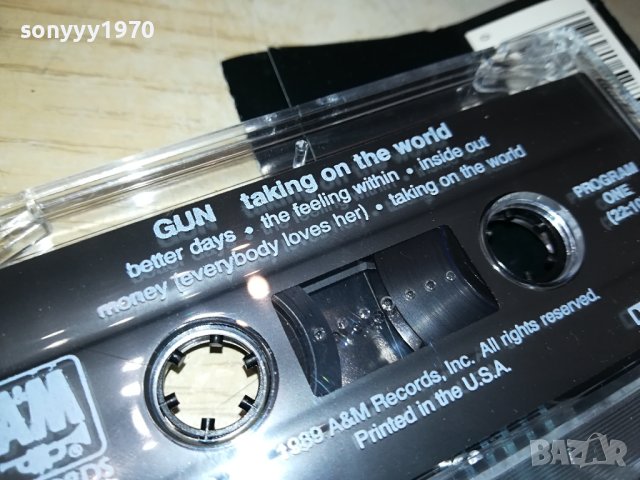 sonyyy1970
GUN taking on the world
better days • the feeling within • inside out
money (everybody loves her) • taking on the world
PROGRAM
ONE
1989 A&M Records, Inc. All rights reserved.
Printed in the U.S.A.
A&M
BAZAR